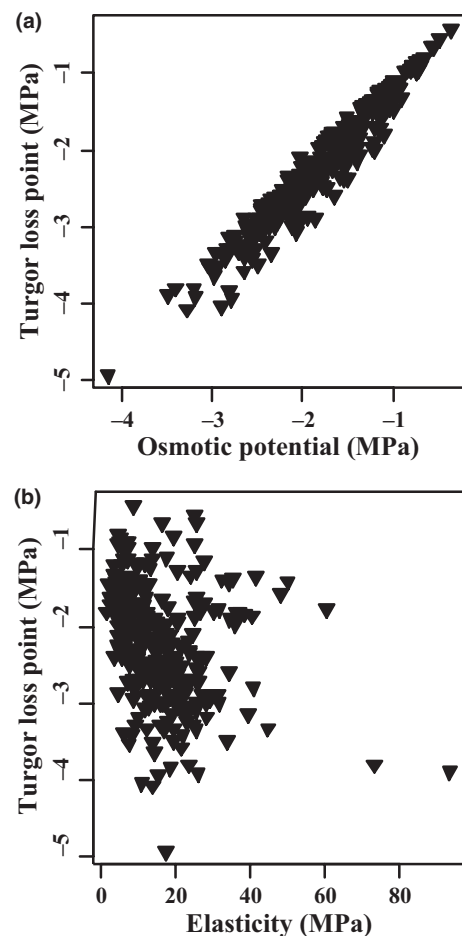 (a)
Turgor loss point (MPa)
−1
−2
−3
−4
−5
−4 −3 −2 −1
Osmotic potential (MPa)
(b)
Turgor loss point (MPa)
−1
−2
−3
−4
−5
0 20 40 60 80
Elasticity (MPa)